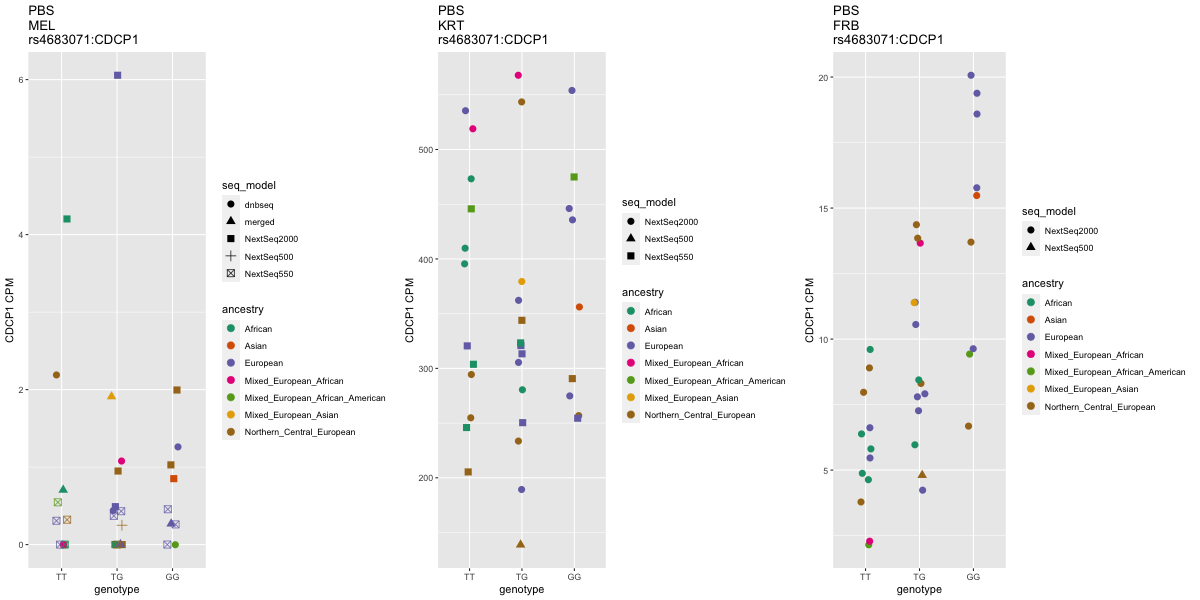 PBS
MEL
rs4683071:CDCP1
CDCP1 CPM
6
4
2
0
TT
TG
GG
genotype
seq_model
dnbseq
merged
NextSeq2000
NextSeq500
NextSeq550
ancestry
African
Asian
European
Mixed_European_African
Mixed_European_African_American
Mixed_European_Asian
Northern_Central_European
PBS
KRT
rs4683071:CDCP1
CDCP1 CPM
500
400
300
200
TT
TG
GG
genotype
seq_model
NextSeq2000
NextSeq500
NextSeq550
ancestry
African
Asian
European
Mixed_European_African
Mixed_European_African_American
Mixed_European_Asian
Northern_Central_European
PBS
FRB
rs4683071:CDCP1
CDCP1 CPM
20
15
10
5
TT
TG
GG
genotype
seq_model
NextSeq2000
NextSeq500
ancestry
African
Asian
European
Mixed_European_African
Mixed_European_African_American
Mixed_European_Asian
Northern_Central_European